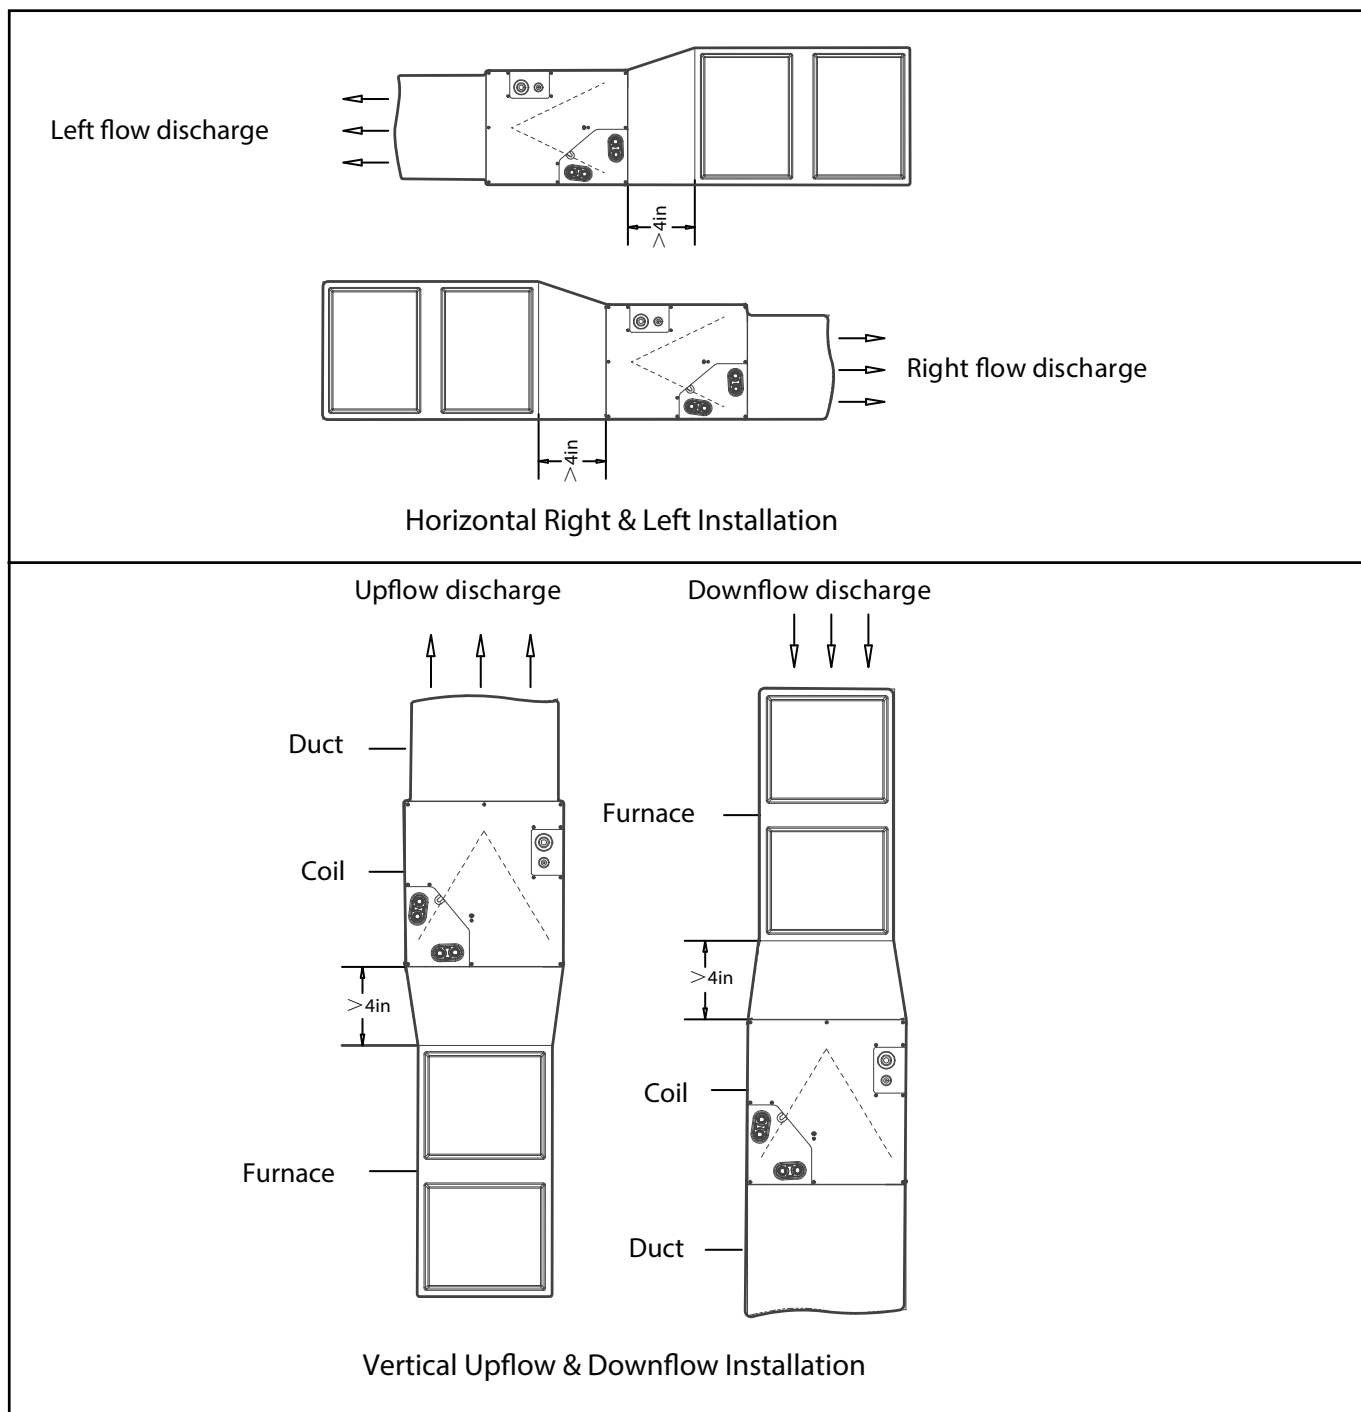 Left flow discharge
>4in
Right flow discharge
>4in
Horizontal Right & Left Installation
Upflow discharge
Downflow discharge
Duct
Furnace
Coil
>4in
>4in
Coil
Furnace
Duct
Vertical Upflow & Downflow Installation